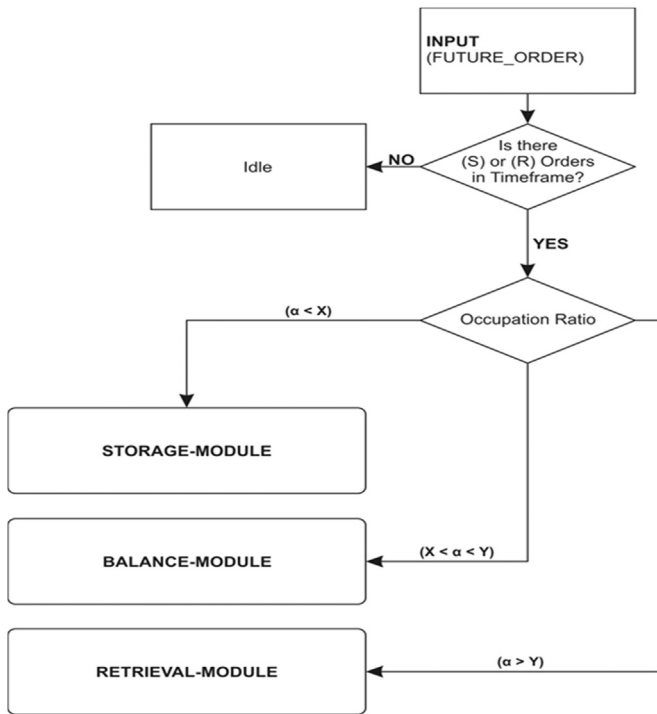 INPUT
(FUTURE_ORDER)
Is there
(S) or (R) Orders
in Timeframe?
NO
Idle
YES
Occupation Ratio
(α < X)
STORAGE-MODULE
BALANCE-MODULE
(X < α < Y)
RETRIEVAL-MODULE
(α > Y)